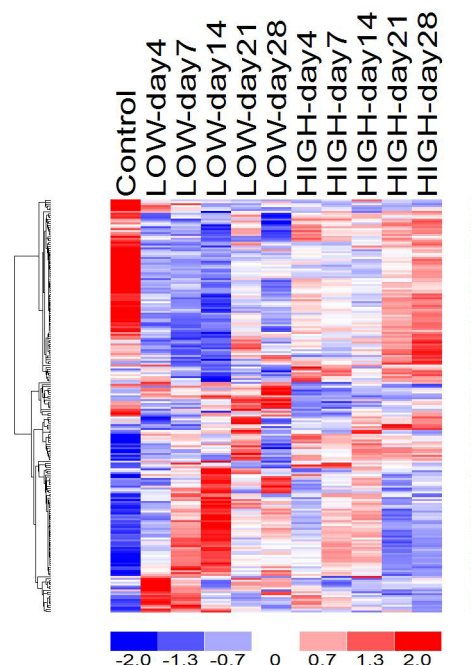 Control
LOW-day4
LOW-day7
LOW-day14
LOW-day21
LOW-day28
HIGH-day4
HIGH-day7
HIGH-day14
HIGH-day21
HIGH-day28
-2.0 -1.3 -0.7 0 0.7 1.3 2.0